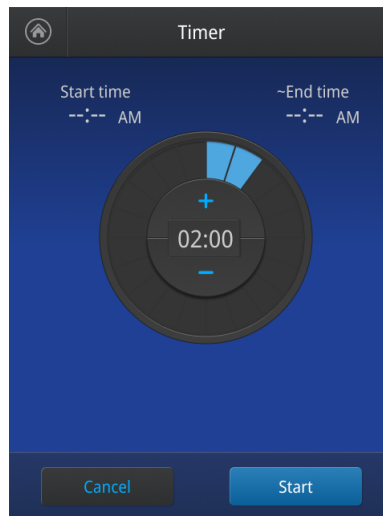 Timer
Start time
--:-- AM
~End time
--:-- AM
+
02:00
−
Cancel
Start